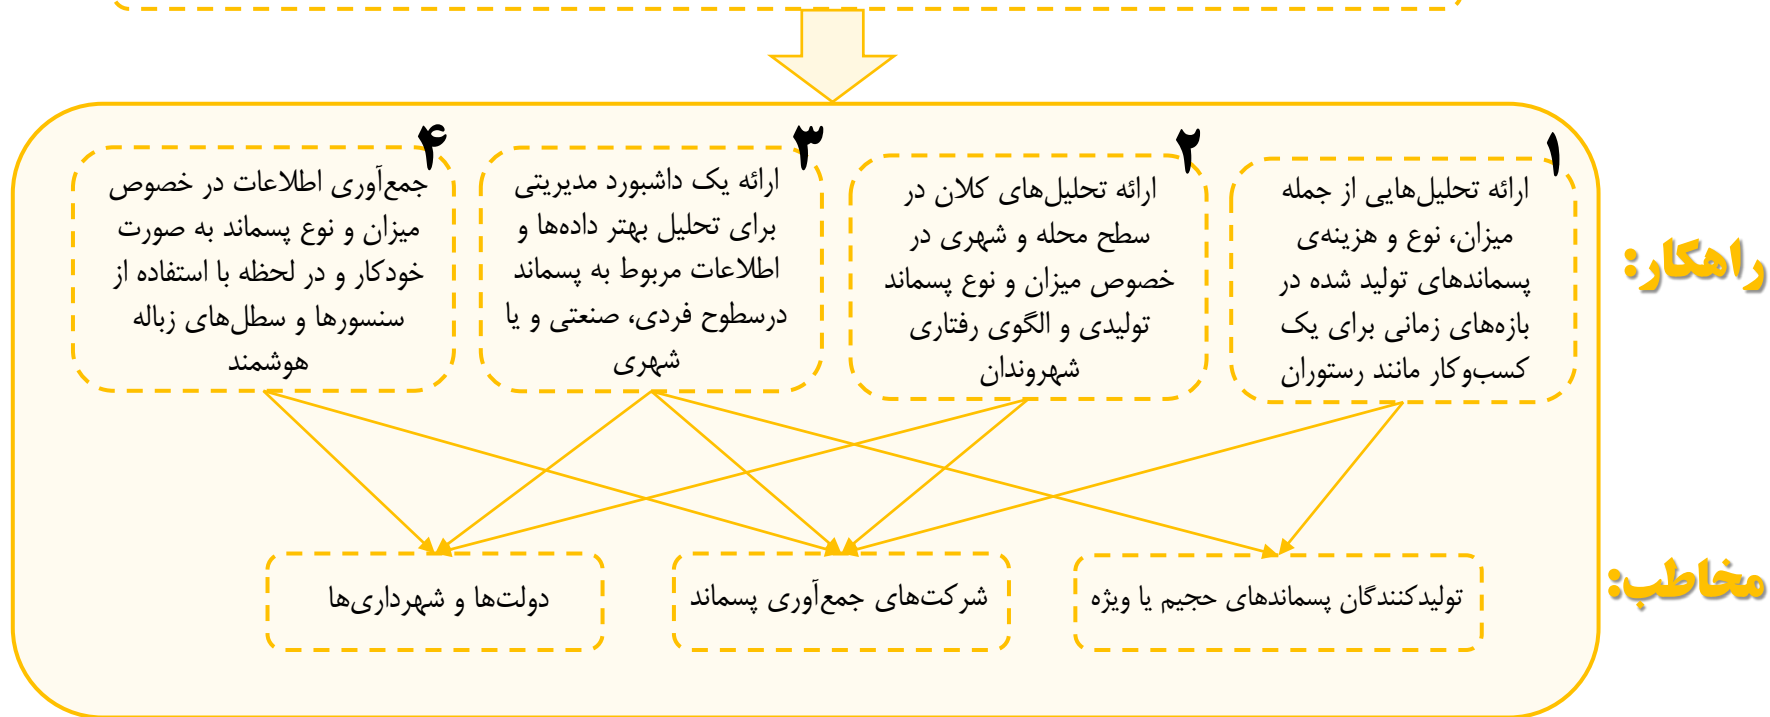 راهکار:
۱
ارائه تحلیل‌هایی از جمله
میزان، نوع و هزینه‌ی
پسماندهای تولید شده در
بازه‌های زمانی برای یک
کسب‌وکار مانند رستوران
۲
ارائه تحلیل‌های کلان در
سطح محله و شهری در
خصوص میزان و نوع پسماند
تولیدی و الگوی رفتاری
شهروندان
۳
ارائه یک داشبورد مدیریتی
برای تحلیل بهتر داده‌ها و
اطلاعات مربوط به پسماند
درسطوح فردی، صنعتی و یا
شهری
۴
جمع‌آوری اطلاعات در خصوص
میزان و نوع پسماند به صورت
خودکار و در لحظه با استفاده از
سنسورها و سطل‌های زباله
هوشمند
مخاطب:
تولیدکنندگان پسماندهای حجیم یا ویژه
شرکت‌های جمع‌آوری پسماند
دولت‌ها و شهرداری‌ها